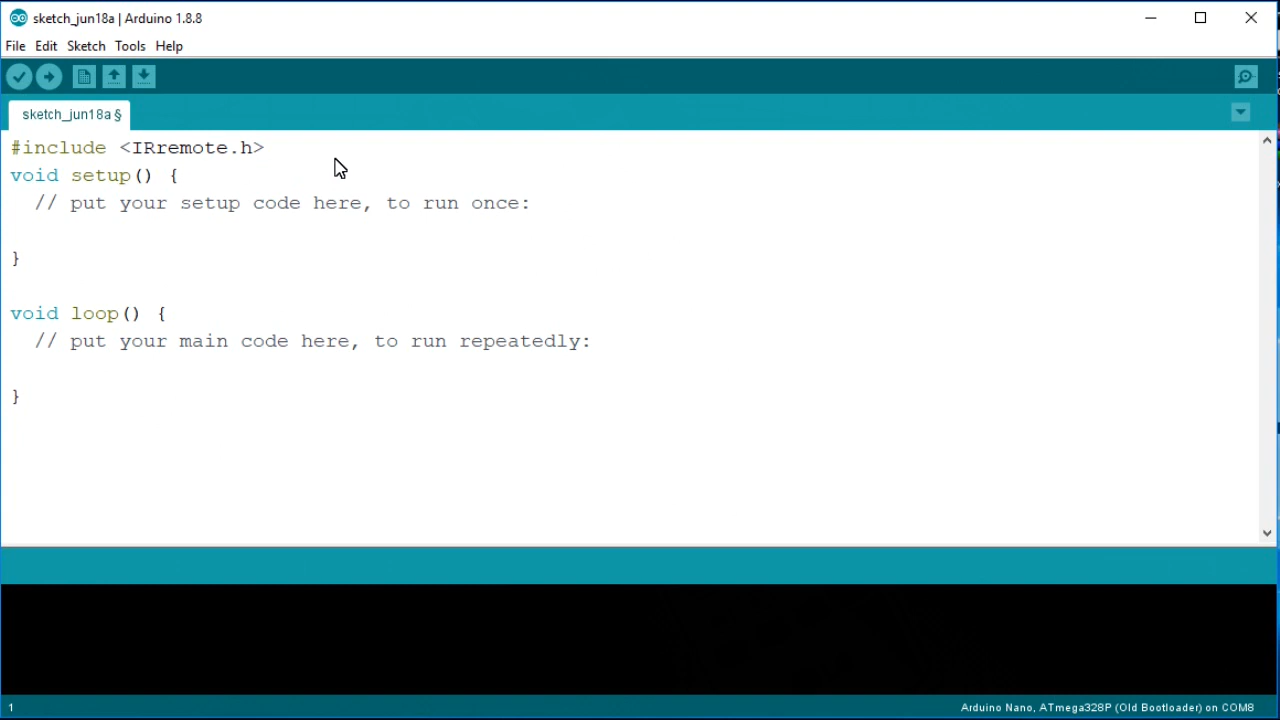 sketch_jun18a | Arduino 1.8.8
File Edit Sketch Tools Help
sketch_jun18a §
#include <IRremote.h>
void setup() {
  // put your setup code here, to run once:
}
void loop() {
  // put your main code here, to run repeatedly:
}
1
Arduino Nano, ATmega328P (Old Bootloader) on COM8